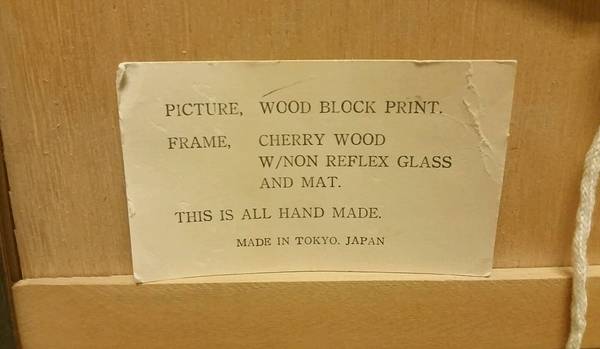 PICTURE, WOOD BLOCK PRINT.
FRAME, CHERRY WOOD
W/NON REFLEX GLASS
AND MAT.
THIS IS ALL HAND MADE.
MADE IN TOKYO. JAPAN